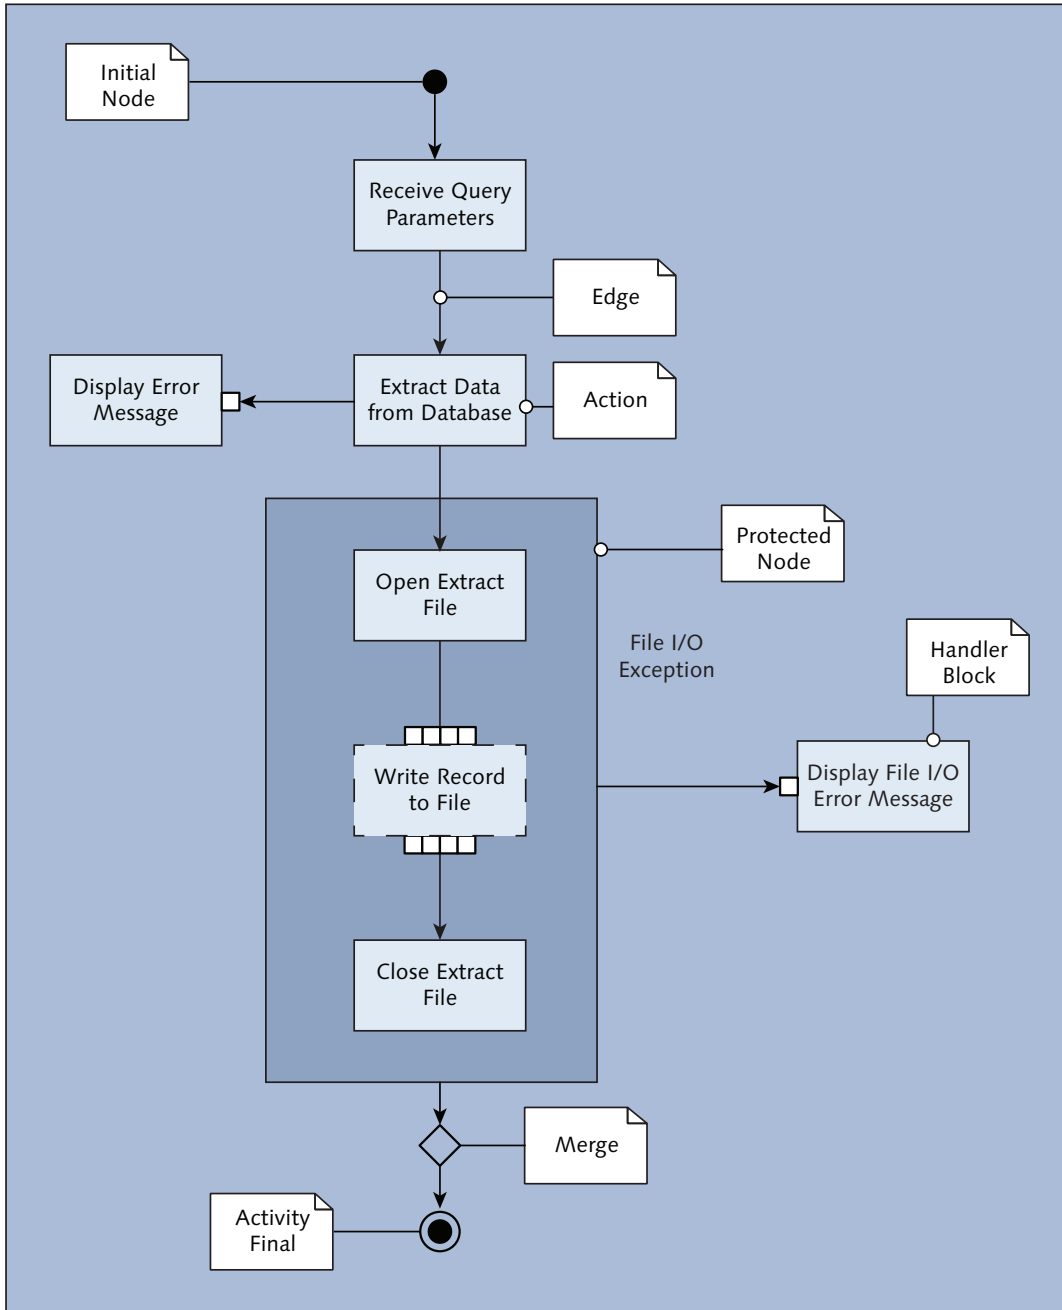 Initial
Node
Receive Query
Parameters
Edge
Display Error
Message
Extract Data
from Database
Action
Protected
Node
Open Extract
File
File I/O
Exception
Handler
Block
Write Record
to File
Display File I/O
Error Message
Close Extract
File
Merge
Activity
Final